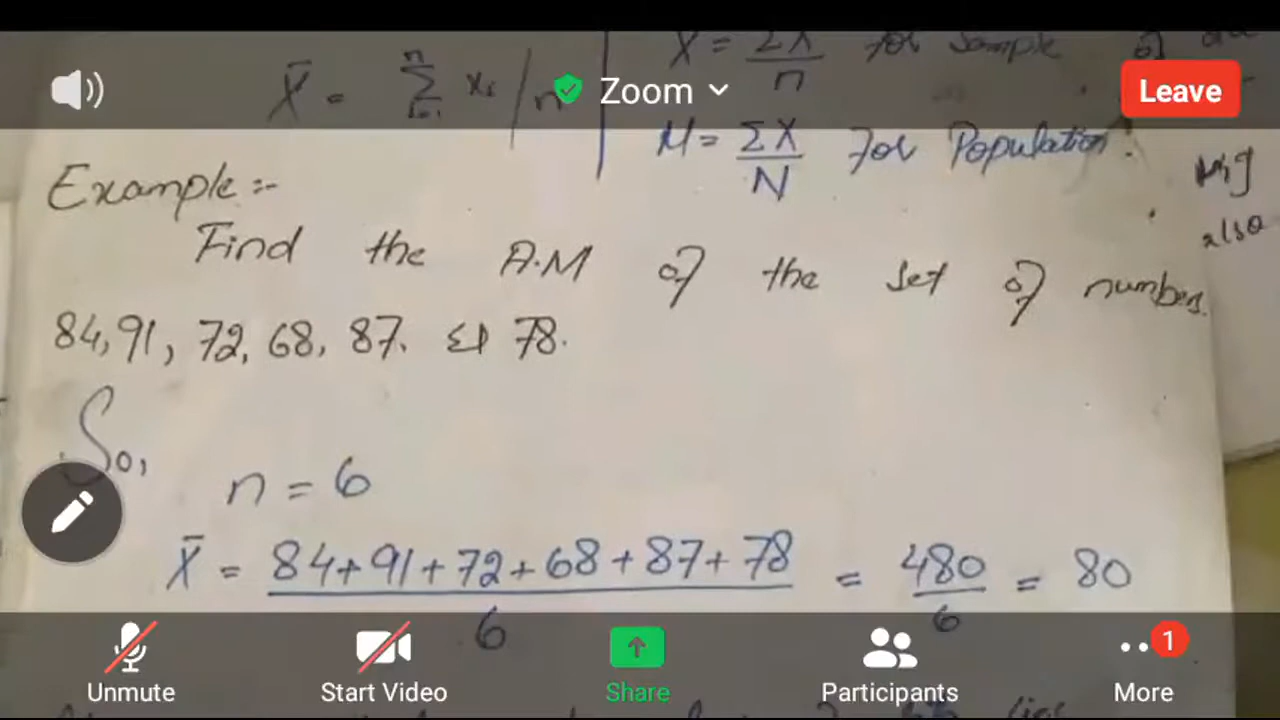 X̄ = ΣX/n for Sample of
X̄ = Σ xi / n
Zoom
Leave
M = ΣX/N for Population!
Example :-
Find the A.M of the set of numbers.
also
84, 91, 72, 68, 87. & 78.
So,
n = 6
X̄ = 84+91+72+68+87+78 / 6 = 480/6 = 80
1
Unmute
Start Video
Share
Participants
More